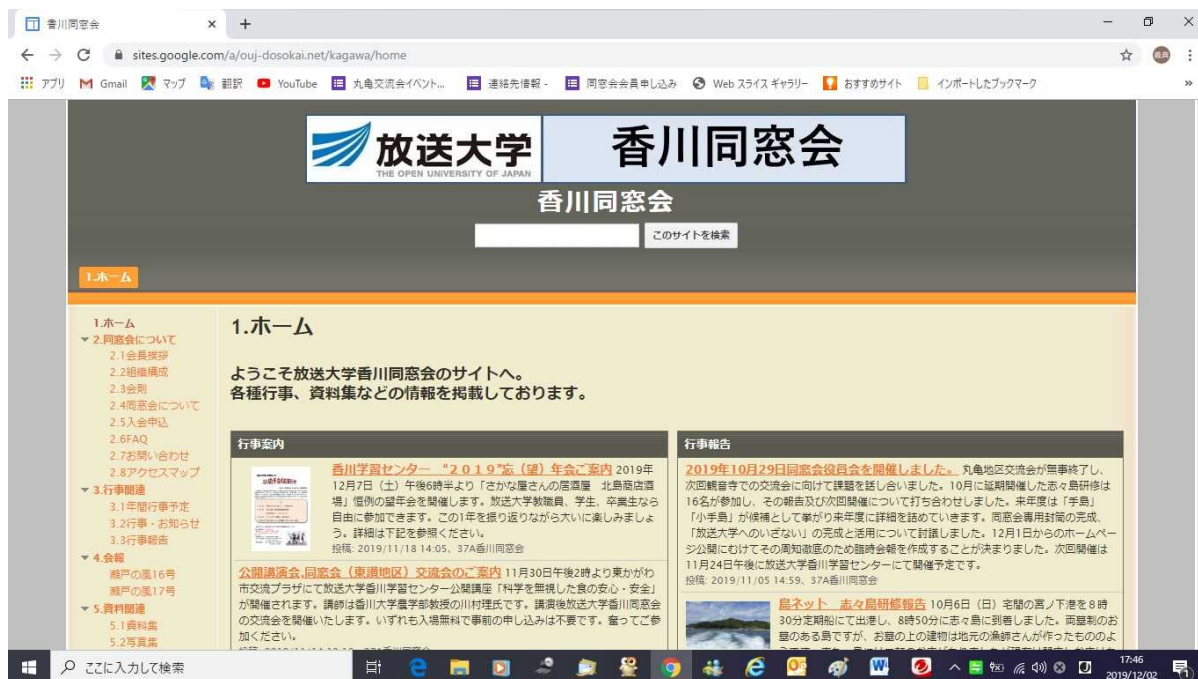 香川同窓会
sites.google.com/a/ouj-dosokai.net/kagawa/home
アプリ Gmail マップ 翻訳 YouTube 丸亀交流会イベント... 連絡先情報 - 同窓会会員申し込み Web スライス ギャラリー おすすめサイト インポートしたブックマーク »
放送大学
THE OPEN UNIVERSITY OF JAPAN
香川同窓会
香川同窓会
このサイトを検索
1.ホーム
1.ホーム
2.同窓会について
2.1会長挨拶
2.2組織構成
2.3会則
2.4同窓会について
2.5入会申込
2.6FAQ
2.7お問い合わせ
2.8アクセスマップ
3.行事関連
3.1年間行事予定
3.2行事・お知らせ
3.3行事報告
4.会報
瀬戸の風16号
瀬戸の風17号
5.資料関連
5.1資料集
5.2写真集
1.ホーム
ようこそ放送大学香川同窓会のサイトへ。
各種行事、資料集などの情報を掲載しております。
行事案内
香川学習センター “2019”忘(望)年会ご案内 2019年
12月7日(土)午後6時半より「さかな屋さんの居酒屋 北島商店酒
場」恒例の望年会を開催します。放送大学教職員、学生、卒業生なら
自由に参加できます。この1年を振り返りながら大いに楽しみましょ
う。詳細は下記を参照ください。
投稿: 2019/11/18 14:05、37A香川同窓会
公開講演会,同窓会(東讃地区)交流会のご案内 11月30日午後2時より東かがわ
市交流プラザにて放送大学香川学習センター公開講座「科学を無視した食の安心・安全」
が開催されます。講師は香川大学農学部教授の川村理氏です。講演後放送大学香川同窓会
の交流会を開催いたします。いずれも入場無料で事前の申し込みは不要です。奮ってご参
加ください。
行事報告
2019年10月29日同窓会役員会を開催しました。 丸亀地区交流会が無事終了し、
次回観音寺での交流会に向けて課題を話し合いました。10月に延期開催した志々島研修は
16名が参加し、その報告及び次回開催について打ち合わせしました。来年度は「手島」
「小手島」が候補として挙がり来年度に詳細を詰めていきます。同窓会専用封筒の完成、
「放送大学へのいざない」の完成と活用について討議しました。12月1日からのホームペー
ジ公開にむけてその周知徹底のため臨時会報を作成することが決まりました。次回開催は
11月24日午後に放送大学学習センターにて開催予定です。
投稿: 2019/11/05 14:59、37A香川同窓会
島ネット 志々島研修報告 10月6日(日)宅間の宮ノ下港を8時
30分定期船にて出港し、8時50分に志々島に到着しました。両墓制のお
墓のある島ですが、お墓の上の建物は地元の漁師さんが作ったもののよ
ここに入力して検索
17:46
2019/12/02